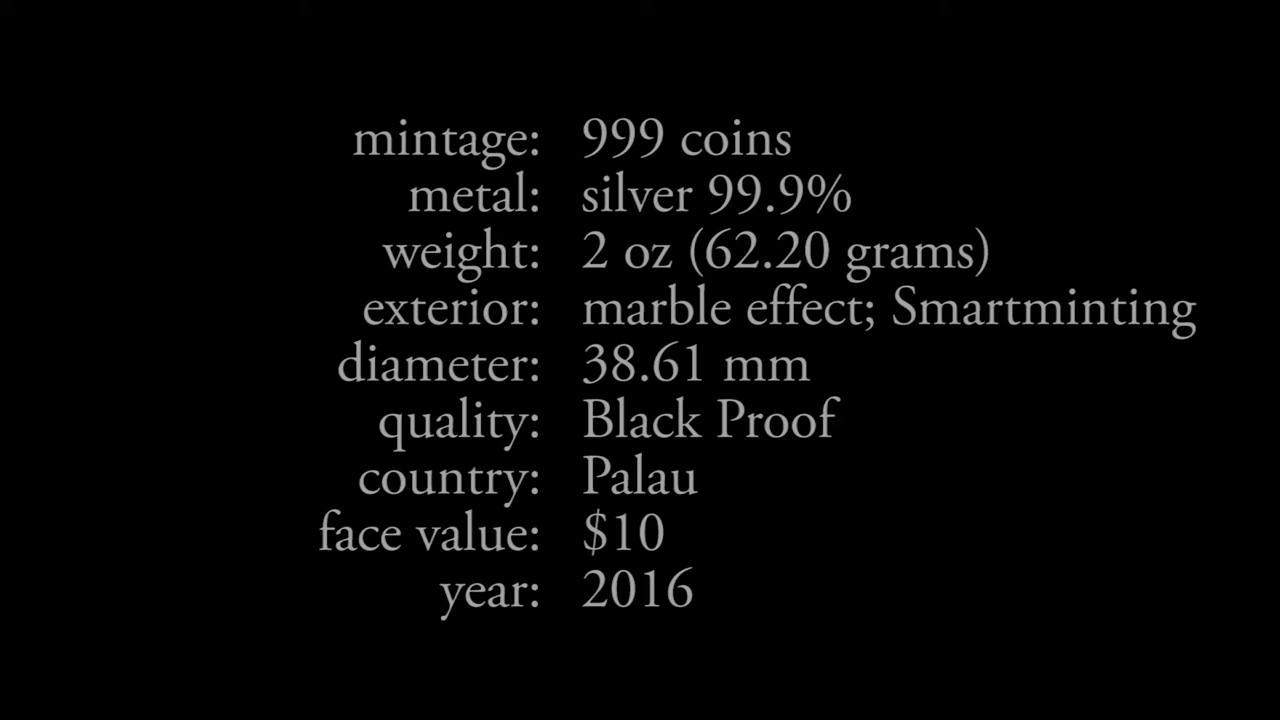 mintage: 999 coins
metal: silver 99.9%
weight: 2 oz (62.20 grams)
exterior: marble effect; Smartminting
diameter: 38.61 mm
quality: Black Proof
country: Palau
face value: $10
year: 2016